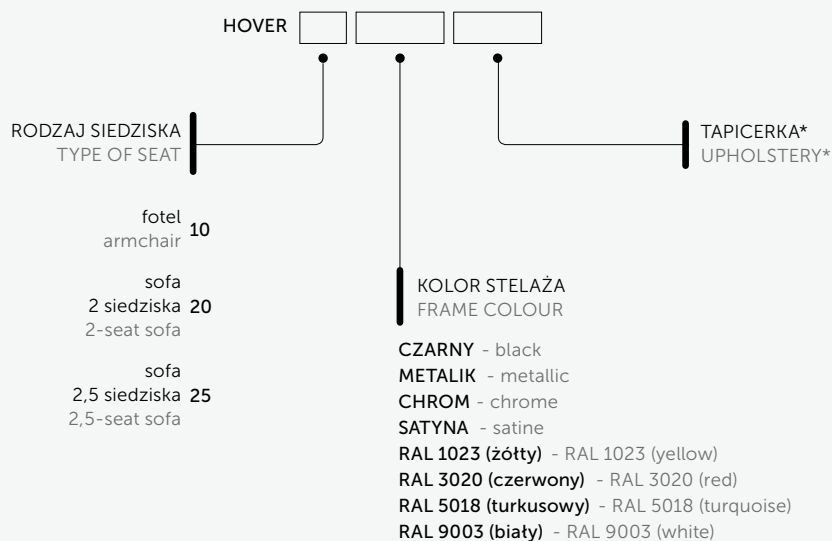 HOVER
RODZAJ SIEDZISKA
TYPE OF SEAT
fotel
armchair
10
sofa
2 siedziska
2-seat sofa
20
sofa
2,5 siedziska
2,5-seat sofa
25
KOLOR STELAŻA
FRAME COLOUR
CZARNY - black
METALIK - metallic
CHROM - chrome
SATYNA - satine
RAL 1023 (żółty) - RAL 1023 (yellow)
RAL 3020 (czerwony) - RAL 3020 (red)
RAL 5018 (turkusowy) - RAL 5018 (turquoise)
RAL 9003 (biały) - RAL 9003 (white)
TAPICERKA*
UPHOLSTERY*